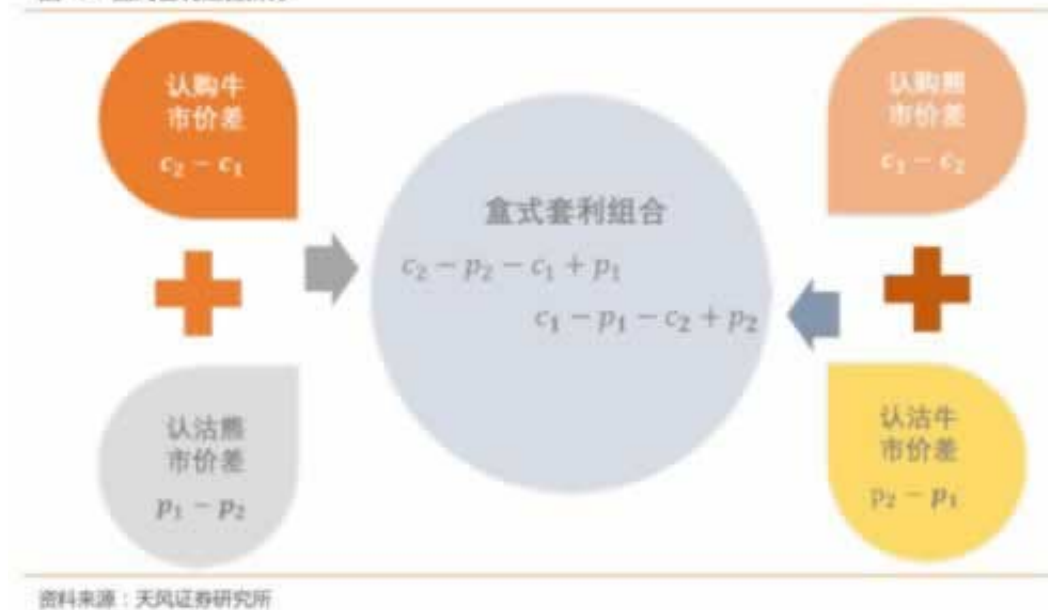 认购牛
市价差
c₂ − c₁
认沽熊
市价差
p₁ − p₂
盒式套利组合
c₂ − p₂ − c₁ + p₁
c₁ − p₁ − c₂ + p₂
认购熊
市价差
c₁ − c₂
认沽牛
市价差
p₂ − p₁
资料来源：天风证券研究所